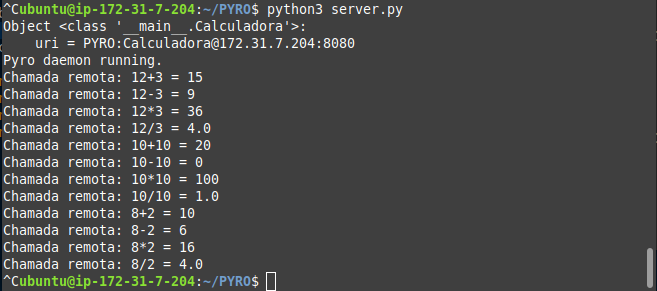 ^Cubuntu@ip-172-31-7-204:~/PYRO$ python3 server.py
Object <class '__main__.Calculadora'>:
    uri = PYRO:Calculadora@172.31.7.204:8080
Pyro daemon running.
Chamada remota: 12+3 = 15
Chamada remota: 12-3 = 9
Chamada remota: 12*3 = 36
Chamada remota: 12/3 = 4.0
Chamada remota: 10+10 = 20
Chamada remota: 10-10 = 0
Chamada remota: 10*10 = 100
Chamada remota: 10/10 = 1.0
Chamada remota: 8+2 = 10
Chamada remota: 8-2 = 6
Chamada remota: 8*2 = 16
Chamada remota: 8/2 = 4.0
^Cubuntu@ip-172-31-7-204:~/PYRO$